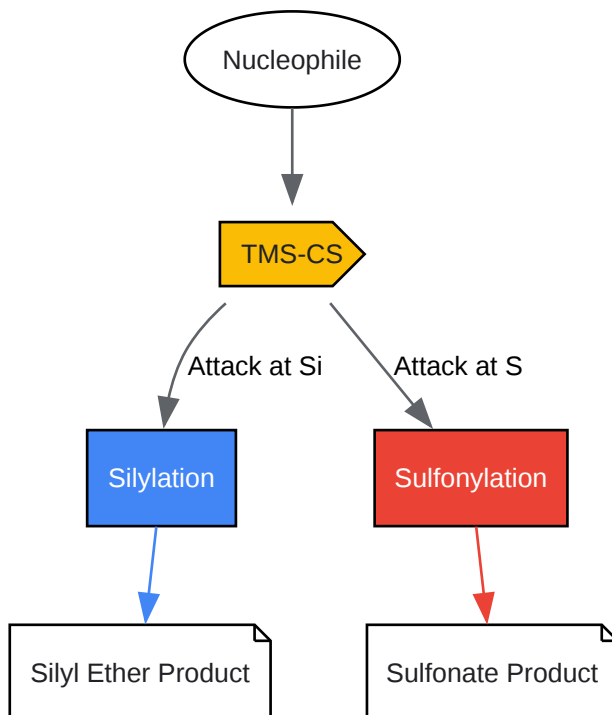 Nucleophile
TMS-CS
Attack at Si
Attack at S
Silylation
Sulfonylation
Silyl Ether Product
Sulfonate Product